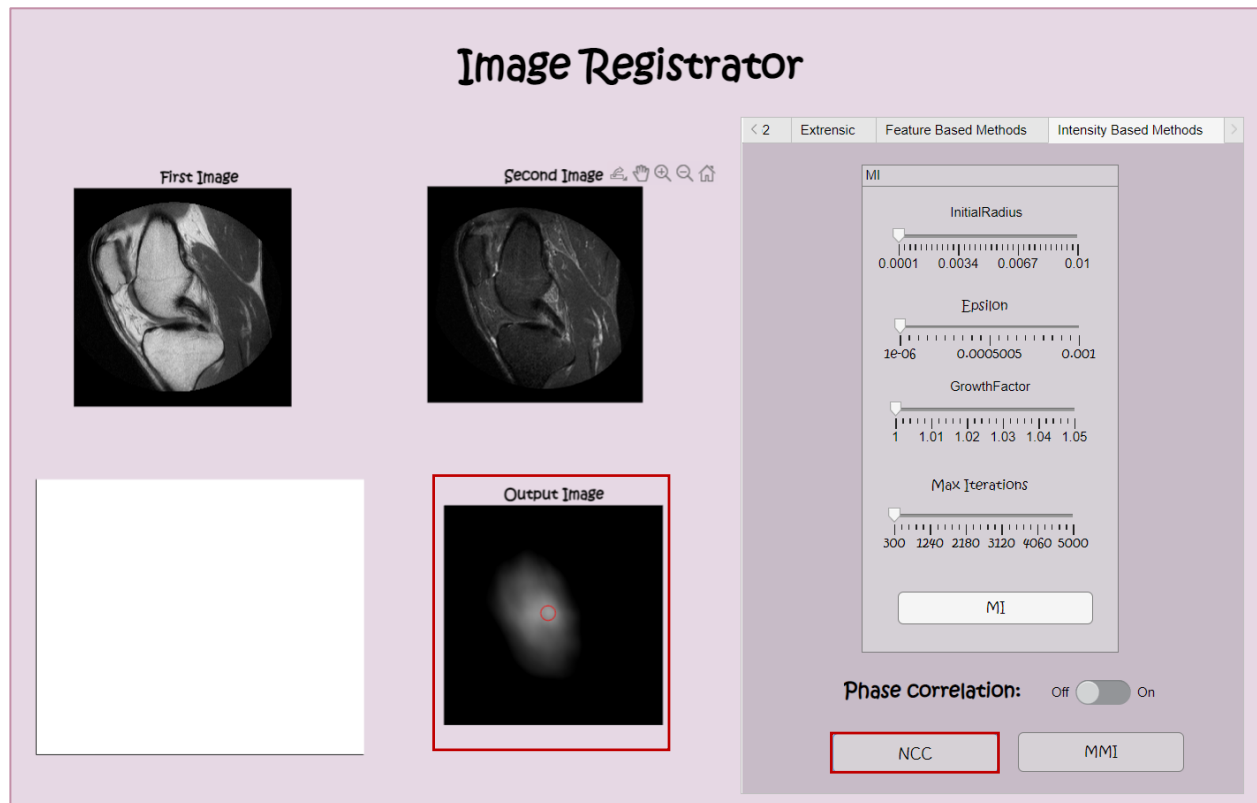 Image Registrator
< 2 Extrensic Feature Based Methods Intensity Based Methods >
First Image
Second Image
Output Image
MI
InitialRadius
0.0001 0.0034 0.0067 0.01
Epsilon
1e-06 0.0005005 0.001
GrowthFactor
1 1.01 1.02 1.03 1.04 1.05
Max Iterations
300 1240 2180 3120 4060 5000
MI
Phase correlation: Off On
NCC MMI